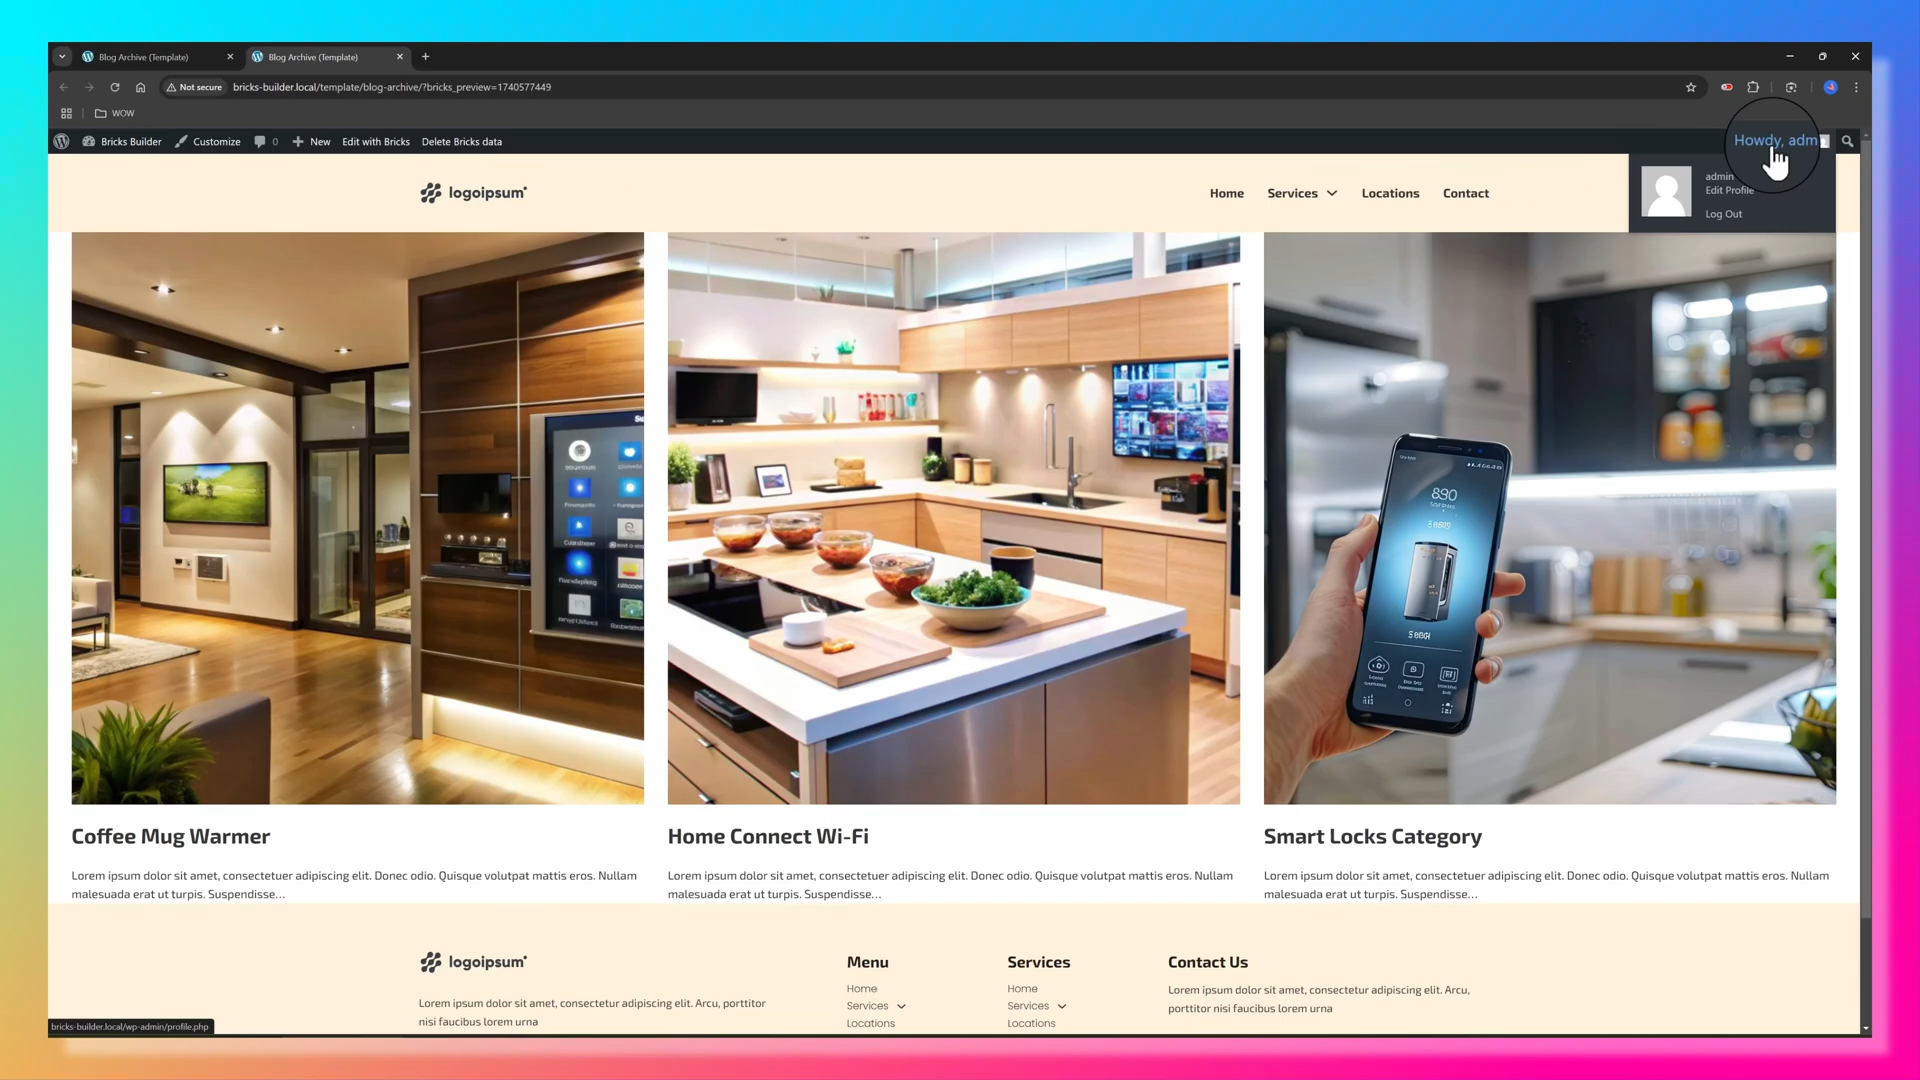 Blog Archive (Template)
Blog Archive (Template)
Not secure
bricks-builder.local/template/blog-archive/?bricks_preview=1740577449
WOW
Bricks Builder
Customize
0
New
Edit with Bricks
Delete Bricks data
Howdy, adm
admin
Edit Profile
Log Out
logoipsum
Home
Services
Locations
Contact
Coffee Mug Warmer
Home Connect Wi-Fi
Smart Locks Category
Lorem ipsum dolor sit amet, consectetuer adipiscing elit. Donec odio. Quisque volutpat mattis eros. Nullam
malesuada erat ut turpis. Suspendisse…
Lorem ipsum dolor sit amet, consectetuer adipiscing elit. Donec odio. Quisque volutpat mattis eros. Nullam
malesuada erat ut turpis. Suspendisse…
Lorem ipsum dolor sit amet, consectetuer adipiscing elit. Donec odio. Quisque volutpat mattis eros. Nullam
malesuada erat ut turpis. Suspendisse…
logoipsum
Lorem ipsum dolor sit amet, consectetur adipiscing elit. Arcu, porttitor
nisi faucibus lorem urna
Menu
Home
Services
Locations
Services
Home
Services
Locations
Contact Us
Lorem ipsum dolor sit amet, consectetur adipiscing elit. Arcu,
porttitor nisi faucibus lorem urna
bricks-builder.local/wp-admin/profile.php